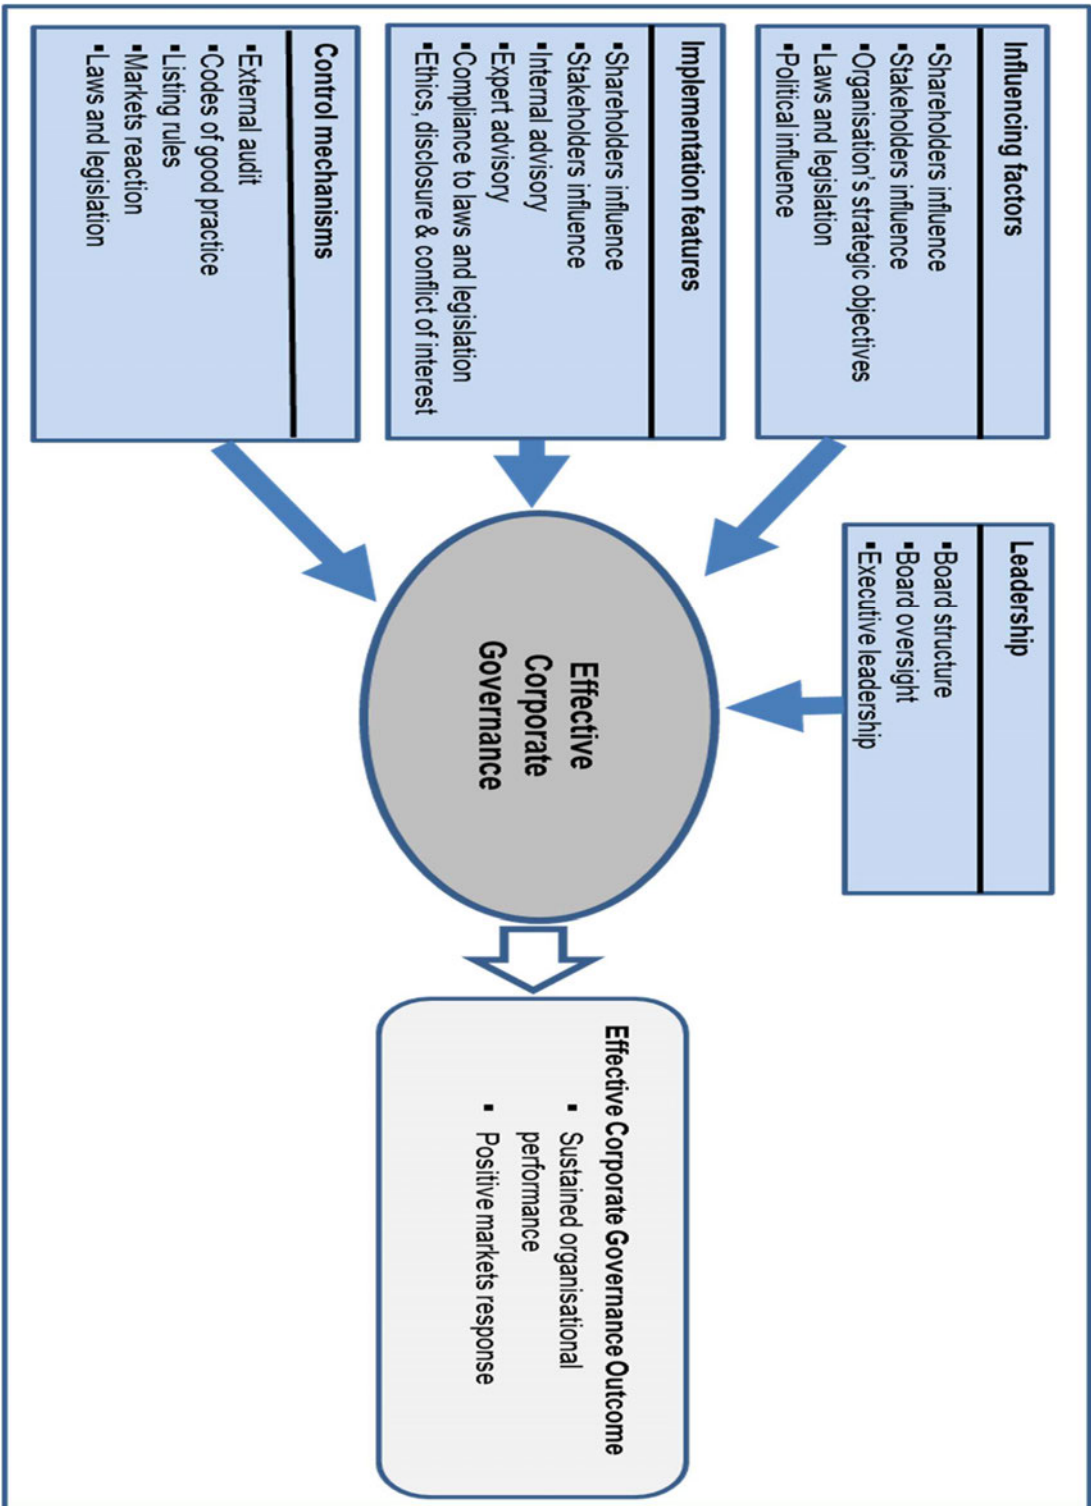 Influencing factors
▪Shareholders influence
▪Stakeholders influence
▪Organisation's strategic objectives
▪Laws and legislation
▪Political influence
Leadership
▪Board structure
▪Board oversight
▪Executive leadership
Implementation features
▪Shareholders influence
▪Stakeholders influence
▪Internal advisory
▪Expert advisory
▪Compliance to laws and legislation
▪Ethics, disclosure & conflict of interest
Effective
Corporate
Governance
Effective Corporate Governance Outcome
▪ Sustained organisational
performance
▪ Positive markets response
Control mechanisms
▪External audit
▪Codes of good practice
▪Listing rules
▪Markets reaction
▪Laws and legislation